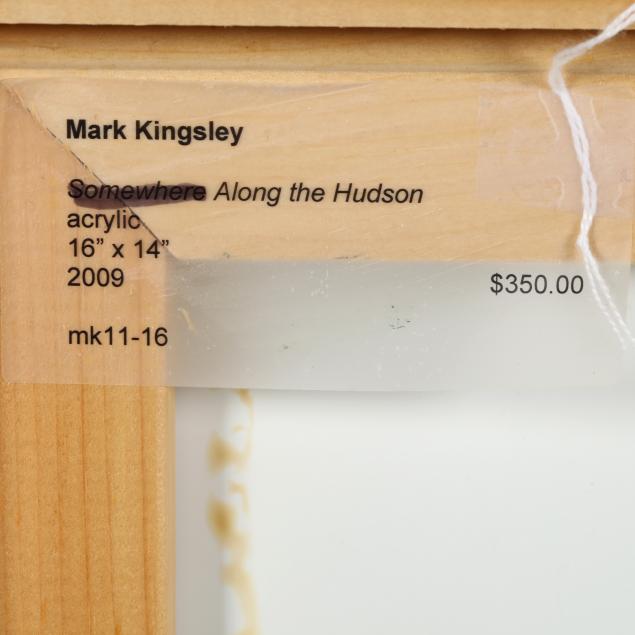 Mark Kingsley
Somewhere Along the Hudson
acrylic
16” x 14”
2009
$350.00
mk11-16